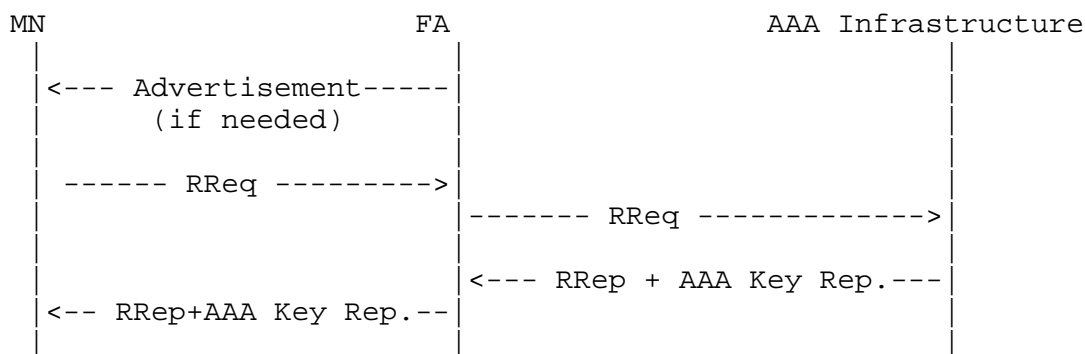 MN FA AAA Infrastructure
<--- Advertisement-----
(if needed)
------ RReq --------->
------- RReq ------------->
<--- RRep + AAA Key Rep.---
<-- RRep+AAA Key Rep.--